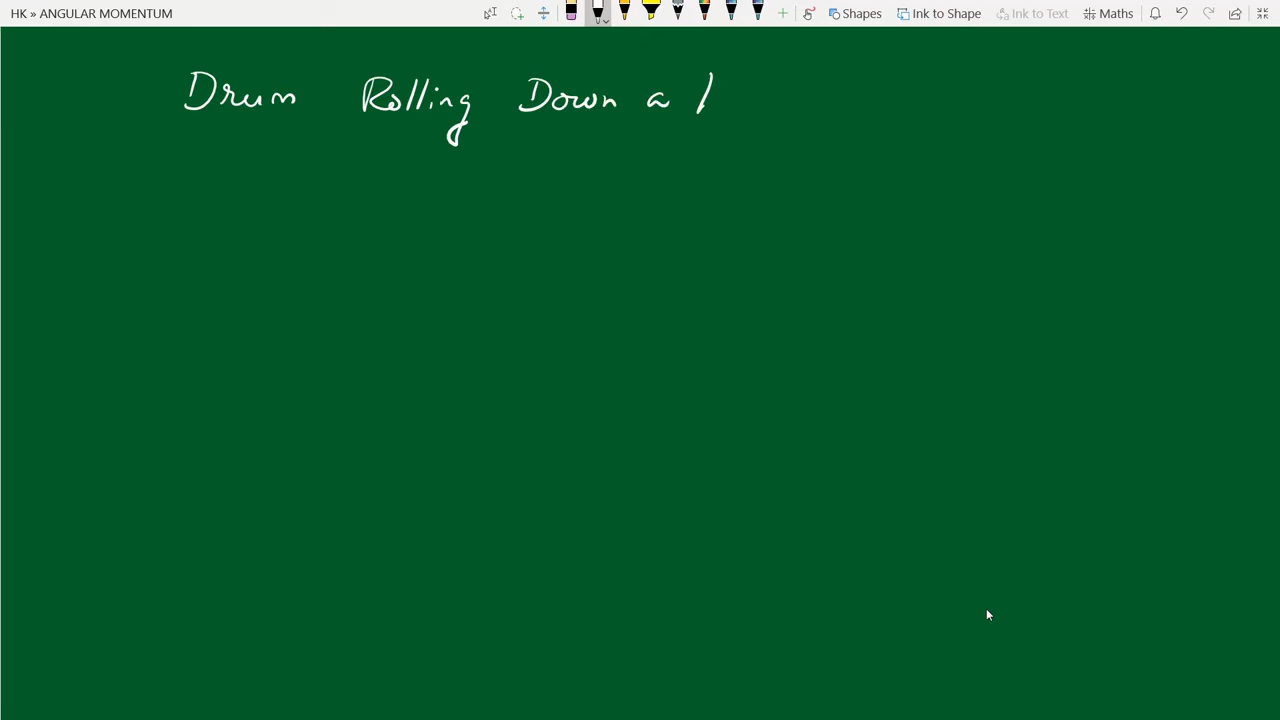 HK » ANGULAR MOMENTUM
Shapes
Ink to Shape
Ink to Text
Maths
Drum Rolling Down a